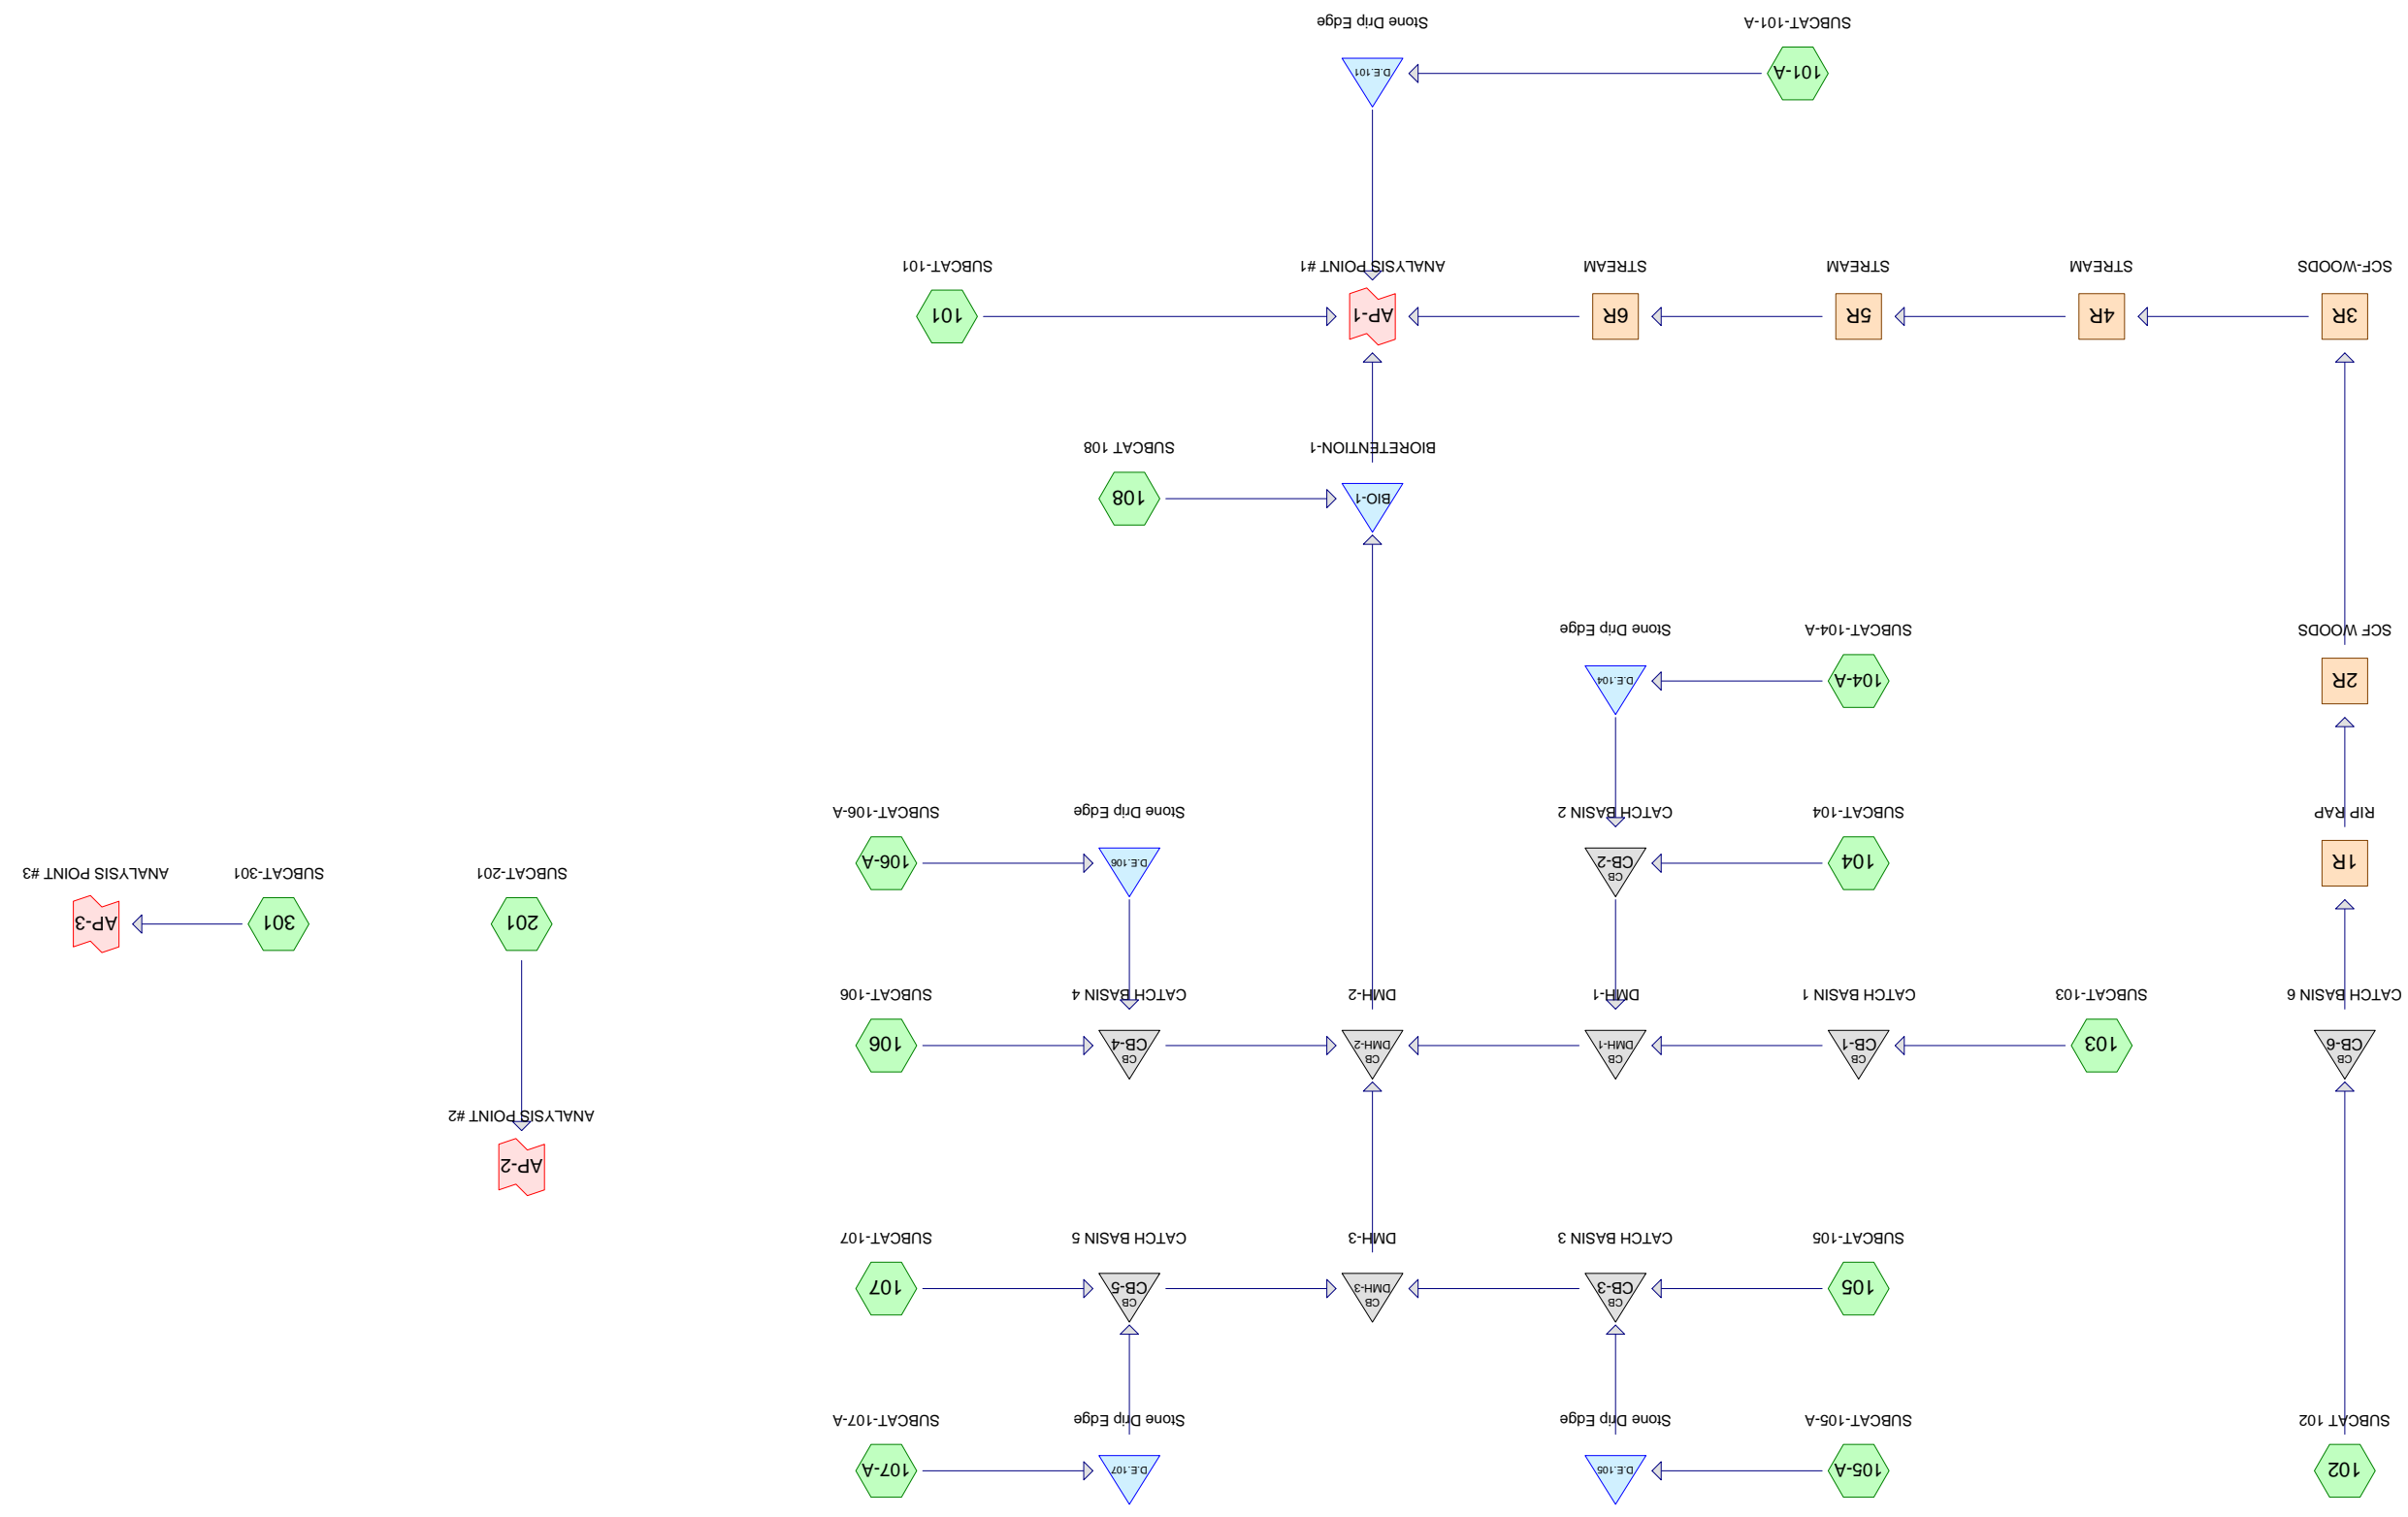 102
105-A
D.E.105
D.E.107
107-A
SUBCAT 102
SUBCAT-105-A
Stone Drip Edge
Stone Drip Edge
SUBCAT-107-A
CB
CB
CB
105
CB-3
DMH-3
CB-5
107
SUBCAT-105
CATCH BASIN 3
DMH-3
CATCH BASIN 5
SUBCAT-107
AP-2
ANALYSIS POINT #2
CB
CB
CB
CB
CB
CB-6
103
CB-1
DMH-1
DMH-2
CB-4
106
CATCH BASIN 6
SUBCAT-103
CATCH BASIN 1
DMH-1
DMH-2
CATCH BASIN 4
SUBCAT-106
201
301
AP-3
SUBCAT-201
SUBCAT-301
ANALYSIS POINT #3
CB
1R
104
CB-2
D.E.106
106-A
RIP RAP
SUBCAT-104
CATCH BASIN 2
Stone Drip Edge
SUBCAT-106-A
2R
104-A
D.E.104
SCF WOODS
SUBCAT-104-A
Stone Drip Edge
BIO-1
108
BIORETENTION-1
SUBCAT 108
3R
4R
5R
6R
AP-1
101
SCF-WOODS
STREAM
STREAM
STREAM
ANALYSIS POINT #1
SUBCAT-101
101-A
D.E.101
SUBCAT-101-A
Stone Drip Edge